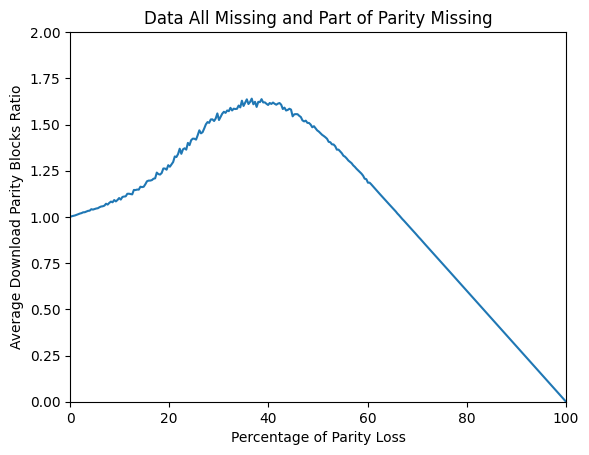 Data All Missing and Part of Parity Missing
2.00
1.75
1.50
1.25
1.00
0.75
0.50
0.25
0.00
Average Download Parity Blocks Ratio
0 20 40 60 80 100
Percentage of Parity Loss